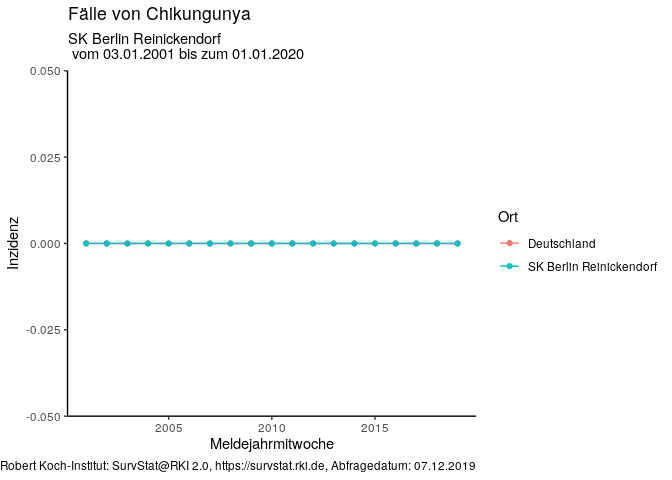 Fälle von Chikungunya
SK Berlin Reinickendorf
vom 03.01.2001 bis zum 01.01.2020
0.050
0.025
0.000
-0.025
-0.050
Inzidenz
2005
2010
2015
Meldejahrmitwoche
Ort
Deutschland
SK Berlin Reinickendorf
Robert Koch-Institut: SurvStat@RKI 2.0, https://survstat.rki.de, Abfragedatum: 07.12.2019